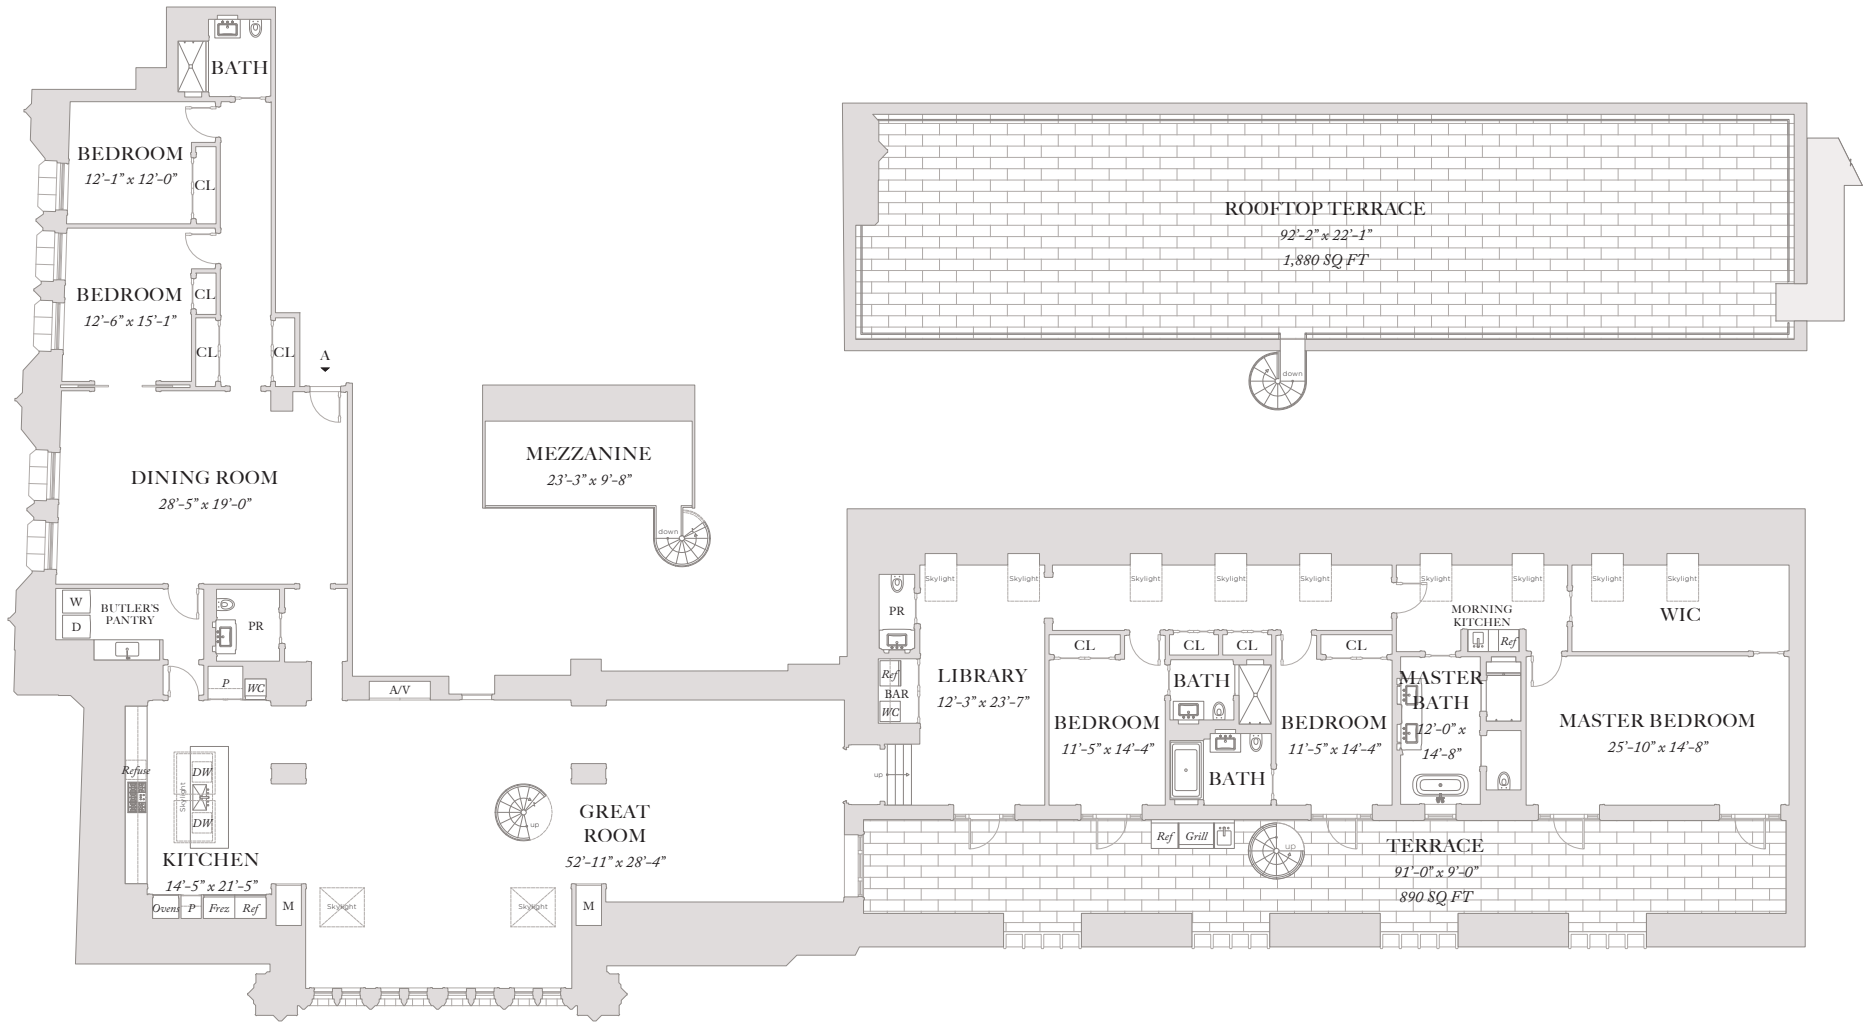 BATH
BEDROOM
12'-1" x 12'-0"
CL
BEDROOM
12'-6" x 15'-1"
CL
CL
CL
A
DINING ROOM
28'-5" x 19'-0"
W
D
BUTLER'S
PANTRY
PR
P
WC
A/V
Refuse
Skylight
DW
DW
KITCHEN
14'-5" x 21'-5"
Ovens
P
Frez
Ref
M
Skylight
up
GREAT
ROOM
52'-11" x 28'-4"
Skylight
M
MEZZANINE
23'-3" x 9'-8"
down
ROOFTOP TERRACE
92'-2" x 22'-1"
1,880 SQ FT
down
Skylight
Skylight
Skylight
Skylight
Skylight
Skylight
Skylight
Skylight
Skylight
PR
Ref
BAR
WC
up
LIBRARY
12'-3" x 23'-7"
CL
BEDROOM
11'-5" x 14'-4"
CL
CL
BATH
BATH
CL
BEDROOM
11'-5" x 14'-4"
MORNING
KITCHEN
Ref
WIC
MASTER
BATH
12'-0" x
14'-8"
MASTER BEDROOM
25'-10" x 14'-8"
Ref
Grill
up
TERRACE
91'-0" x 9'-0"
890 SQ FT